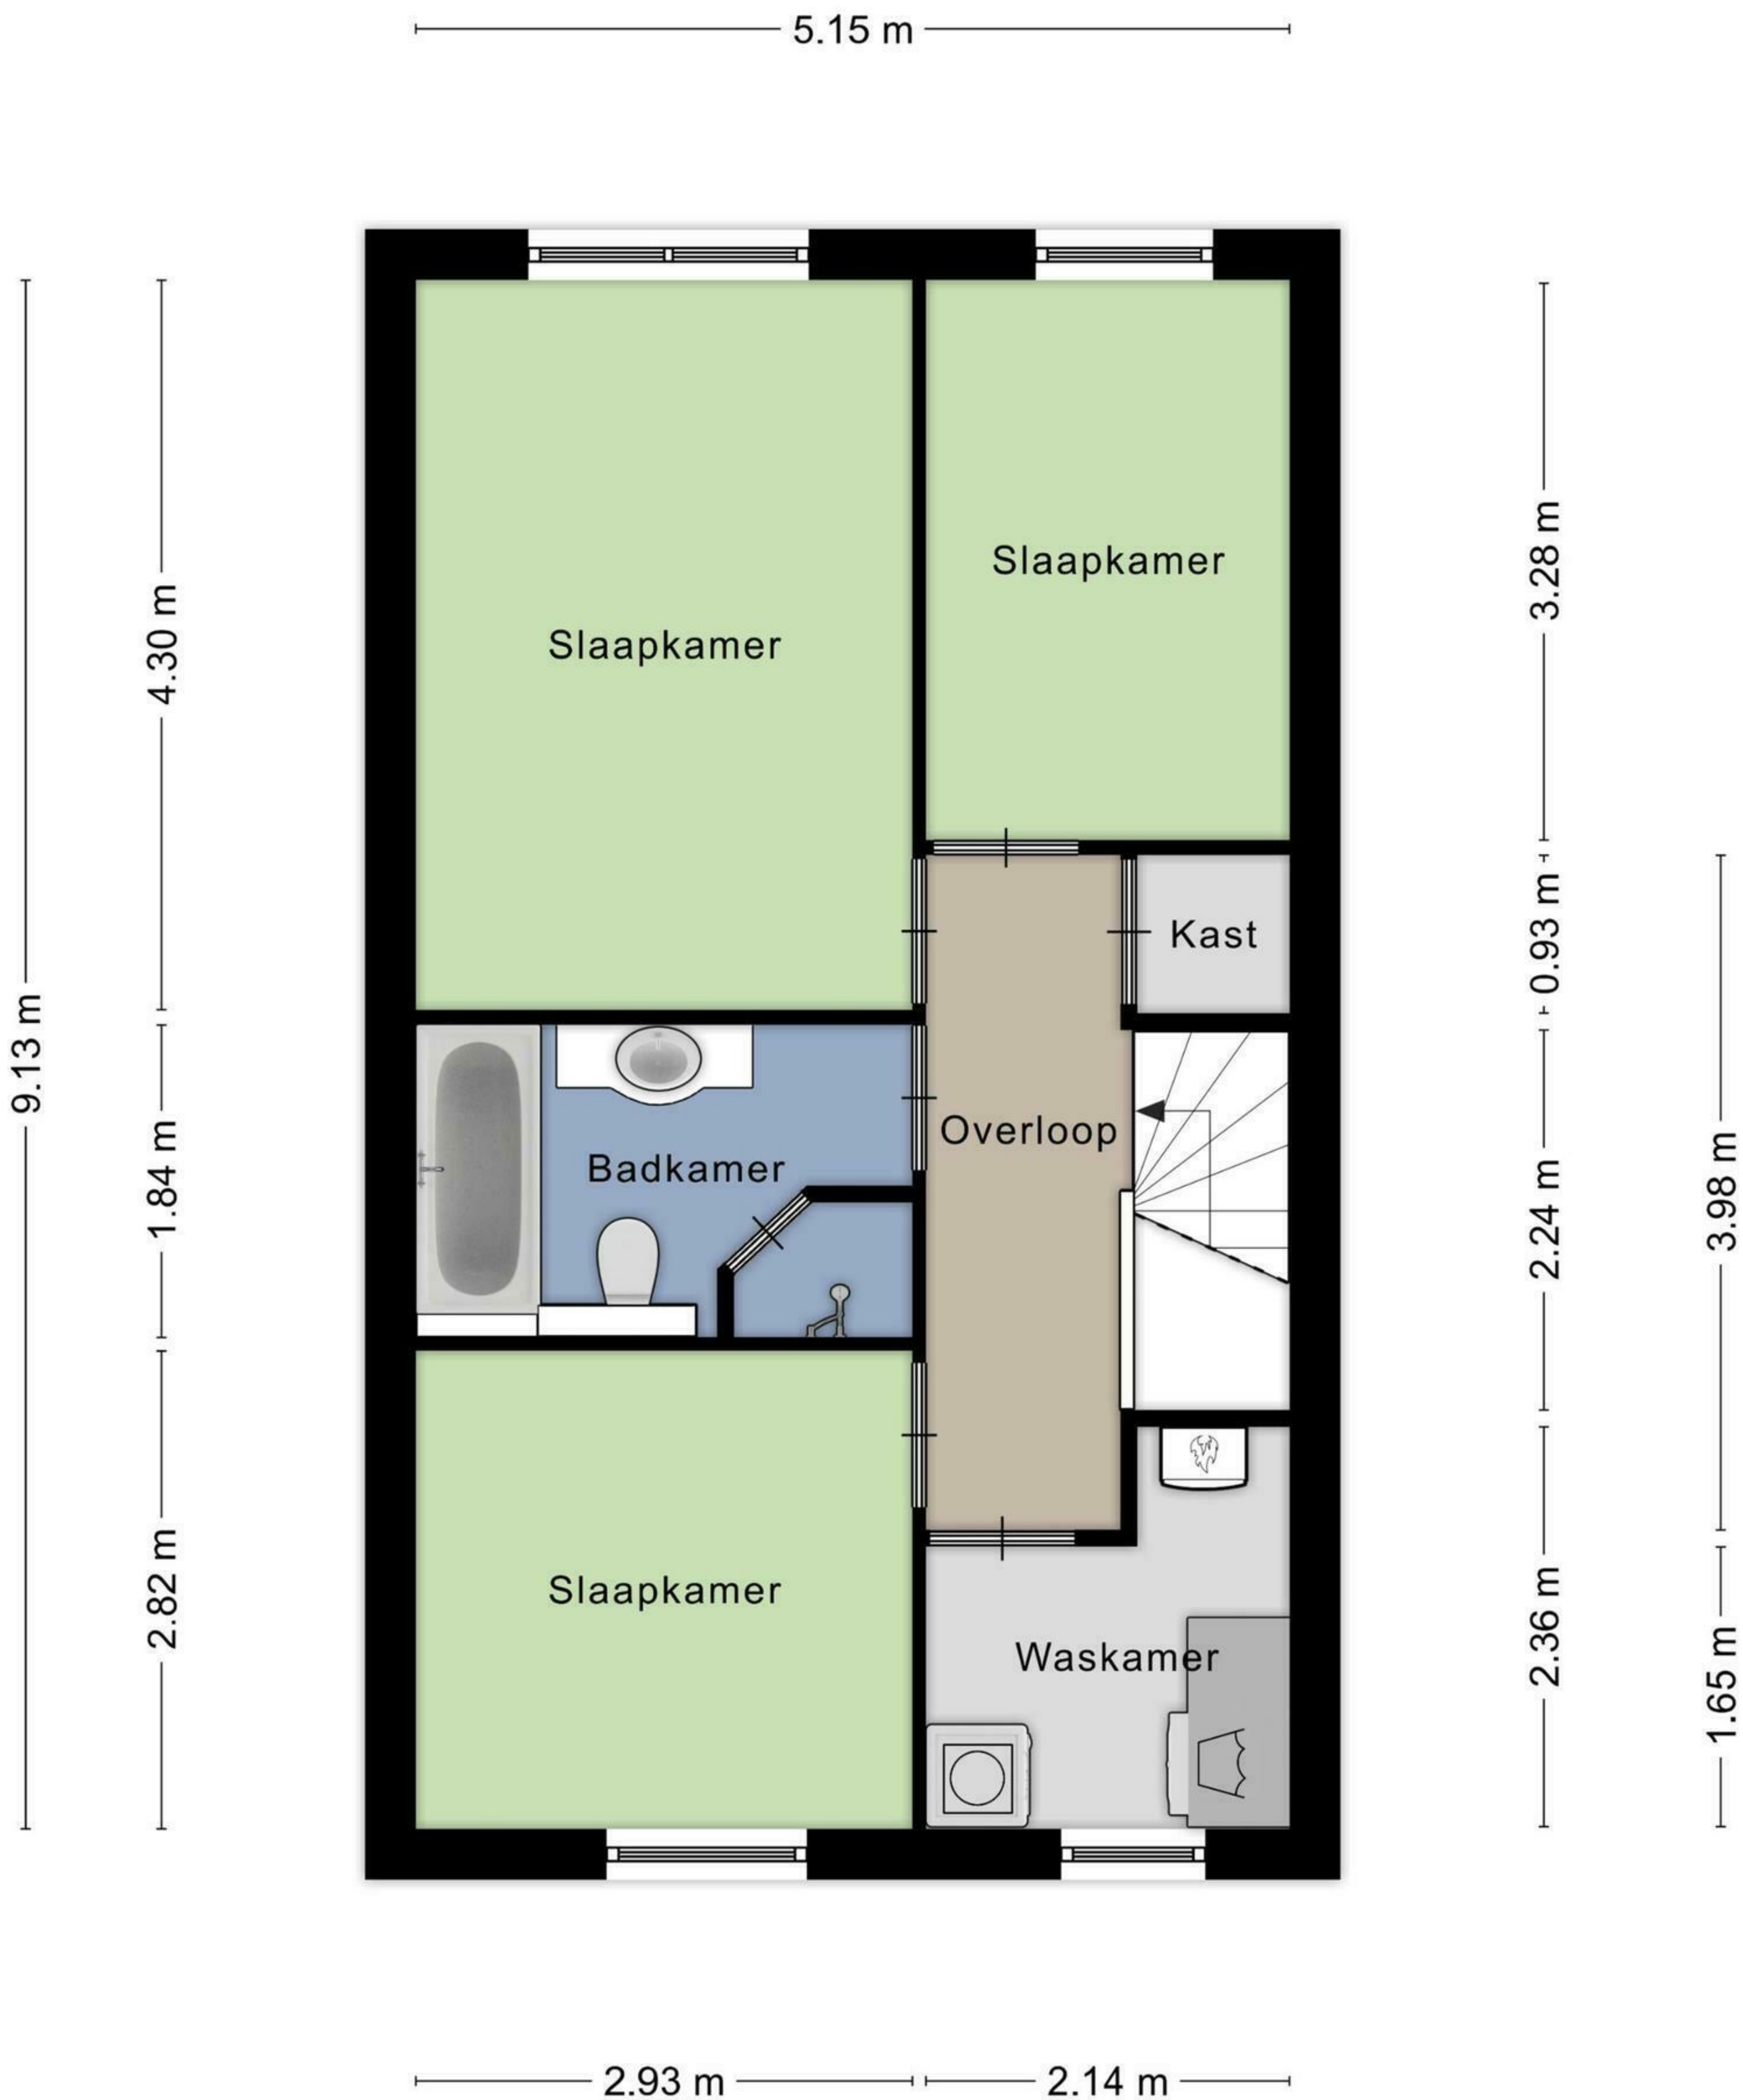 5.15 m
Slaapkamer
Slaapkamer
Kast
Overloop
Badkamer
Slaapkamer
Waskamer
9.13 m
4.30 m
1.84 m
2.82 m
3.28 m
0.93 m
2.24 m
2.36 m
3.98 m
1.65 m
2.93 m
2.14 m